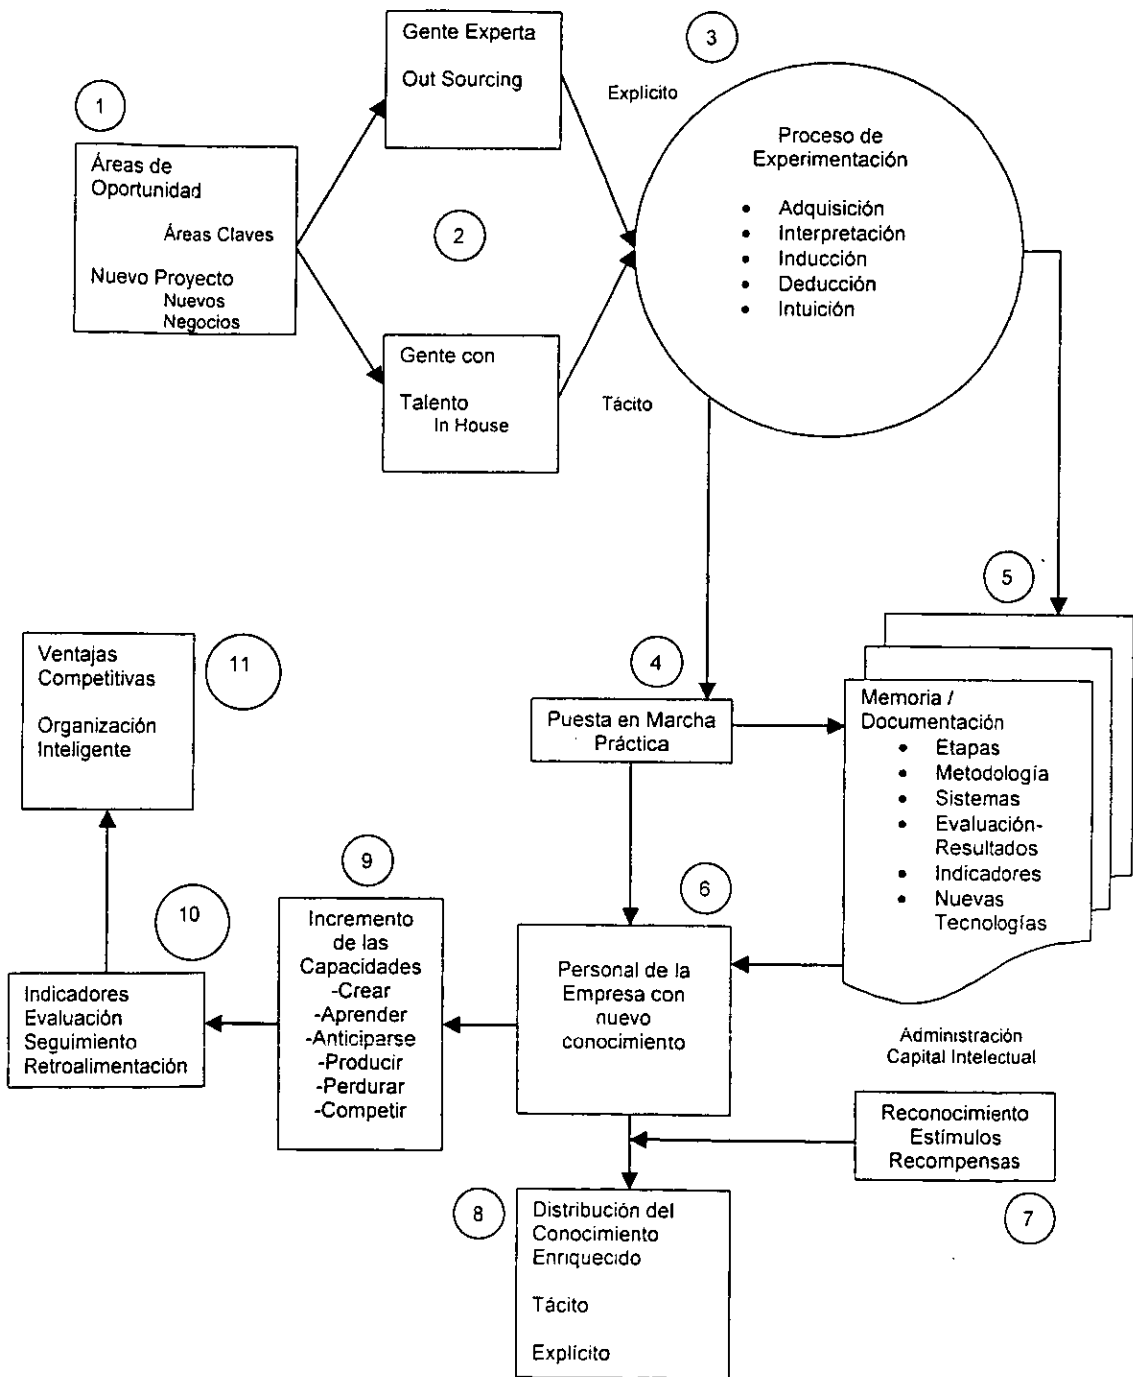 1
Áreas de
Oportunidad
Áreas Claves
Nuevo Proyecto
Nuevos
Negocios
Gente Experta
Out Sourcing
2
Gente con
Talento
In House
Explícito
Tácito
3
Proceso de
Experimentación
• Adquisición
• Interpretación
• Inducción
• Deducción
• Intuición
4
Puesta en Marcha
Práctica
5
Memoria /
Documentación
• Etapas
• Metodología
• Sistemas
• Evaluación-
Resultados
• Indicadores
• Nuevas
Tecnologías
Administración
Capital Intelectual
6
Personal de la
Empresa con
nuevo
conocimiento
Reconocimiento
Estímulos
Recompensas
7
8
Distribución del
Conocimiento
Enriquecido
Tácito
Explícito
9
Incremento
de las
Capacidades
-Crear
-Aprender
-Anticiparse
-Producir
-Perdurar
-Competir
10
Indicadores
Evaluación
Seguimiento
Retroalimentación
11
Ventajas
Competitivas
Organización
Inteligente